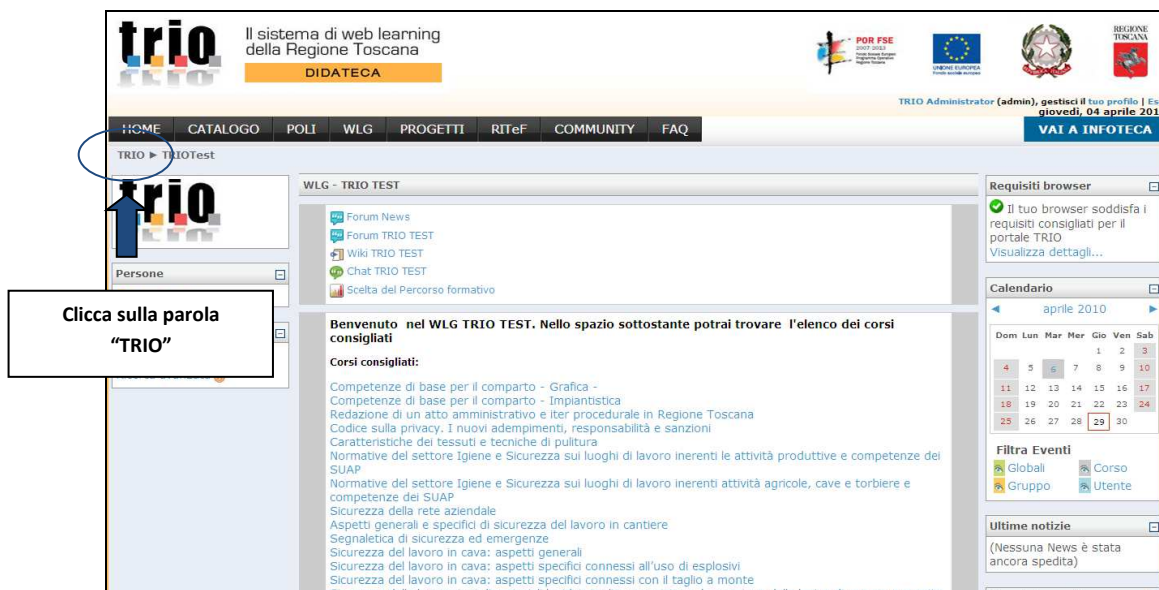 trio
Il sistema di web learning
della Regione Toscana
DIDATECA
POR FSE
2007-2013
UNIONE EUROPEA
Fondo sociale europeo
REGIONE
TOSCANA
TRIO Administrator (admin), gestisci il tuo profilo | Es
giovedì, 04 aprile 201
HOME CATALOGO POLI WLG PROGETTI RITeF COMMUNITY FAQ
VAI A INFOTECA
TRIO ► TRIOTest
trio
Persone
Clicca sulla parola
“TRIO”
WLG - TRIO TEST
Forum News
Forum TRIO TEST
Wiki TRIO TEST
Chat TRIO TEST
Scelta del Percorso formativo
Benvenuto nel WLG TRIO TEST. Nello spazio sottostante potrai trovare l'elenco dei corsi
consigliati
Corsi consigliati:
Competenze di base per il comparto - Grafica -
Competenze di base per il comparto - Impiantistica
Redazione di un atto amministrativo e iter procedurale in Regione Toscana
Codice sulla privacy. I nuovi adempimenti, responsabilità e sanzioni
Caratteristiche dei tessuti e tecniche di pulitura
Normative del settore Igiene e Sicurezza sui luoghi di lavoro inerenti le attività produttive e competenze dei
SUAP
Normative del settore Igiene e Sicurezza sui luoghi di lavoro inerenti attività agricole, cave e torbiere e
competenze dei SUAP
Sicurezza della rete aziendale
Aspetti generali e specifici di sicurezza del lavoro in cantiere
Segnaletica di sicurezza ed emergenze
Sicurezza del lavoro in cava: aspetti generali
Sicurezza del lavoro in cava: aspetti specifici connessi all'uso di esplosivi
Sicurezza del lavoro in cava: aspetti specifici connessi con il taglio a monte
Requisiti browser
Il tuo browser soddisfa i
requisiti consigliati per il
portale TRIO
Visualizza dettagli...
Calendario
◄ aprile 2010 ►
Dom Lun Mar Mer Gio Ven Sab
1 2 3
4 5 6 7 8 9 10
11 12 13 14 15 16 17
18 19 20 21 22 23 24
25 26 27 28 29 30
Filtra Eventi
Globali Corso
Gruppo Utente
Ultime notizie
(Nessuna News è stata
ancora spedita)